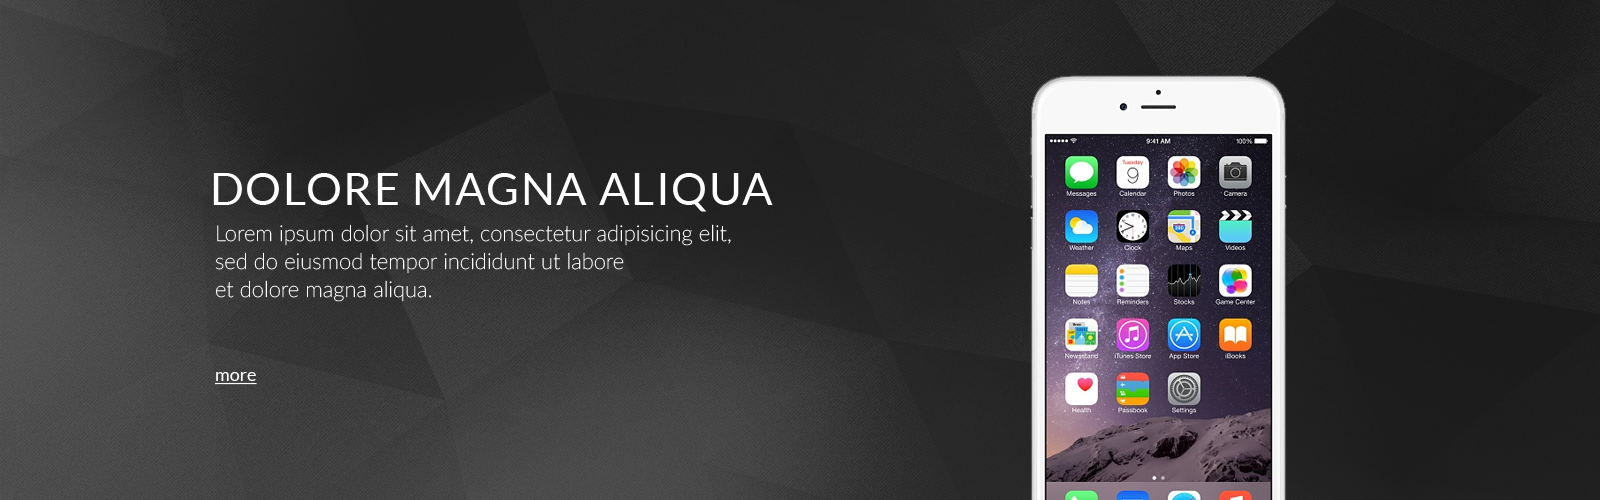 DOLORE MAGNA ALIQUA
Lorem ipsum dolor sit amet, consectetur adipisicing elit,
sed do eiusmod tempor incididunt ut labore
et dolore magna aliqua.
more
9:41 AM 100%
Tuesday
9
Messages Calendar Photos Camera
280
Weather Clock Maps Videos
Notes Reminders Stocks Game Center
Newsstand iTunes Store App Store iBooks
Health Passbook Settings